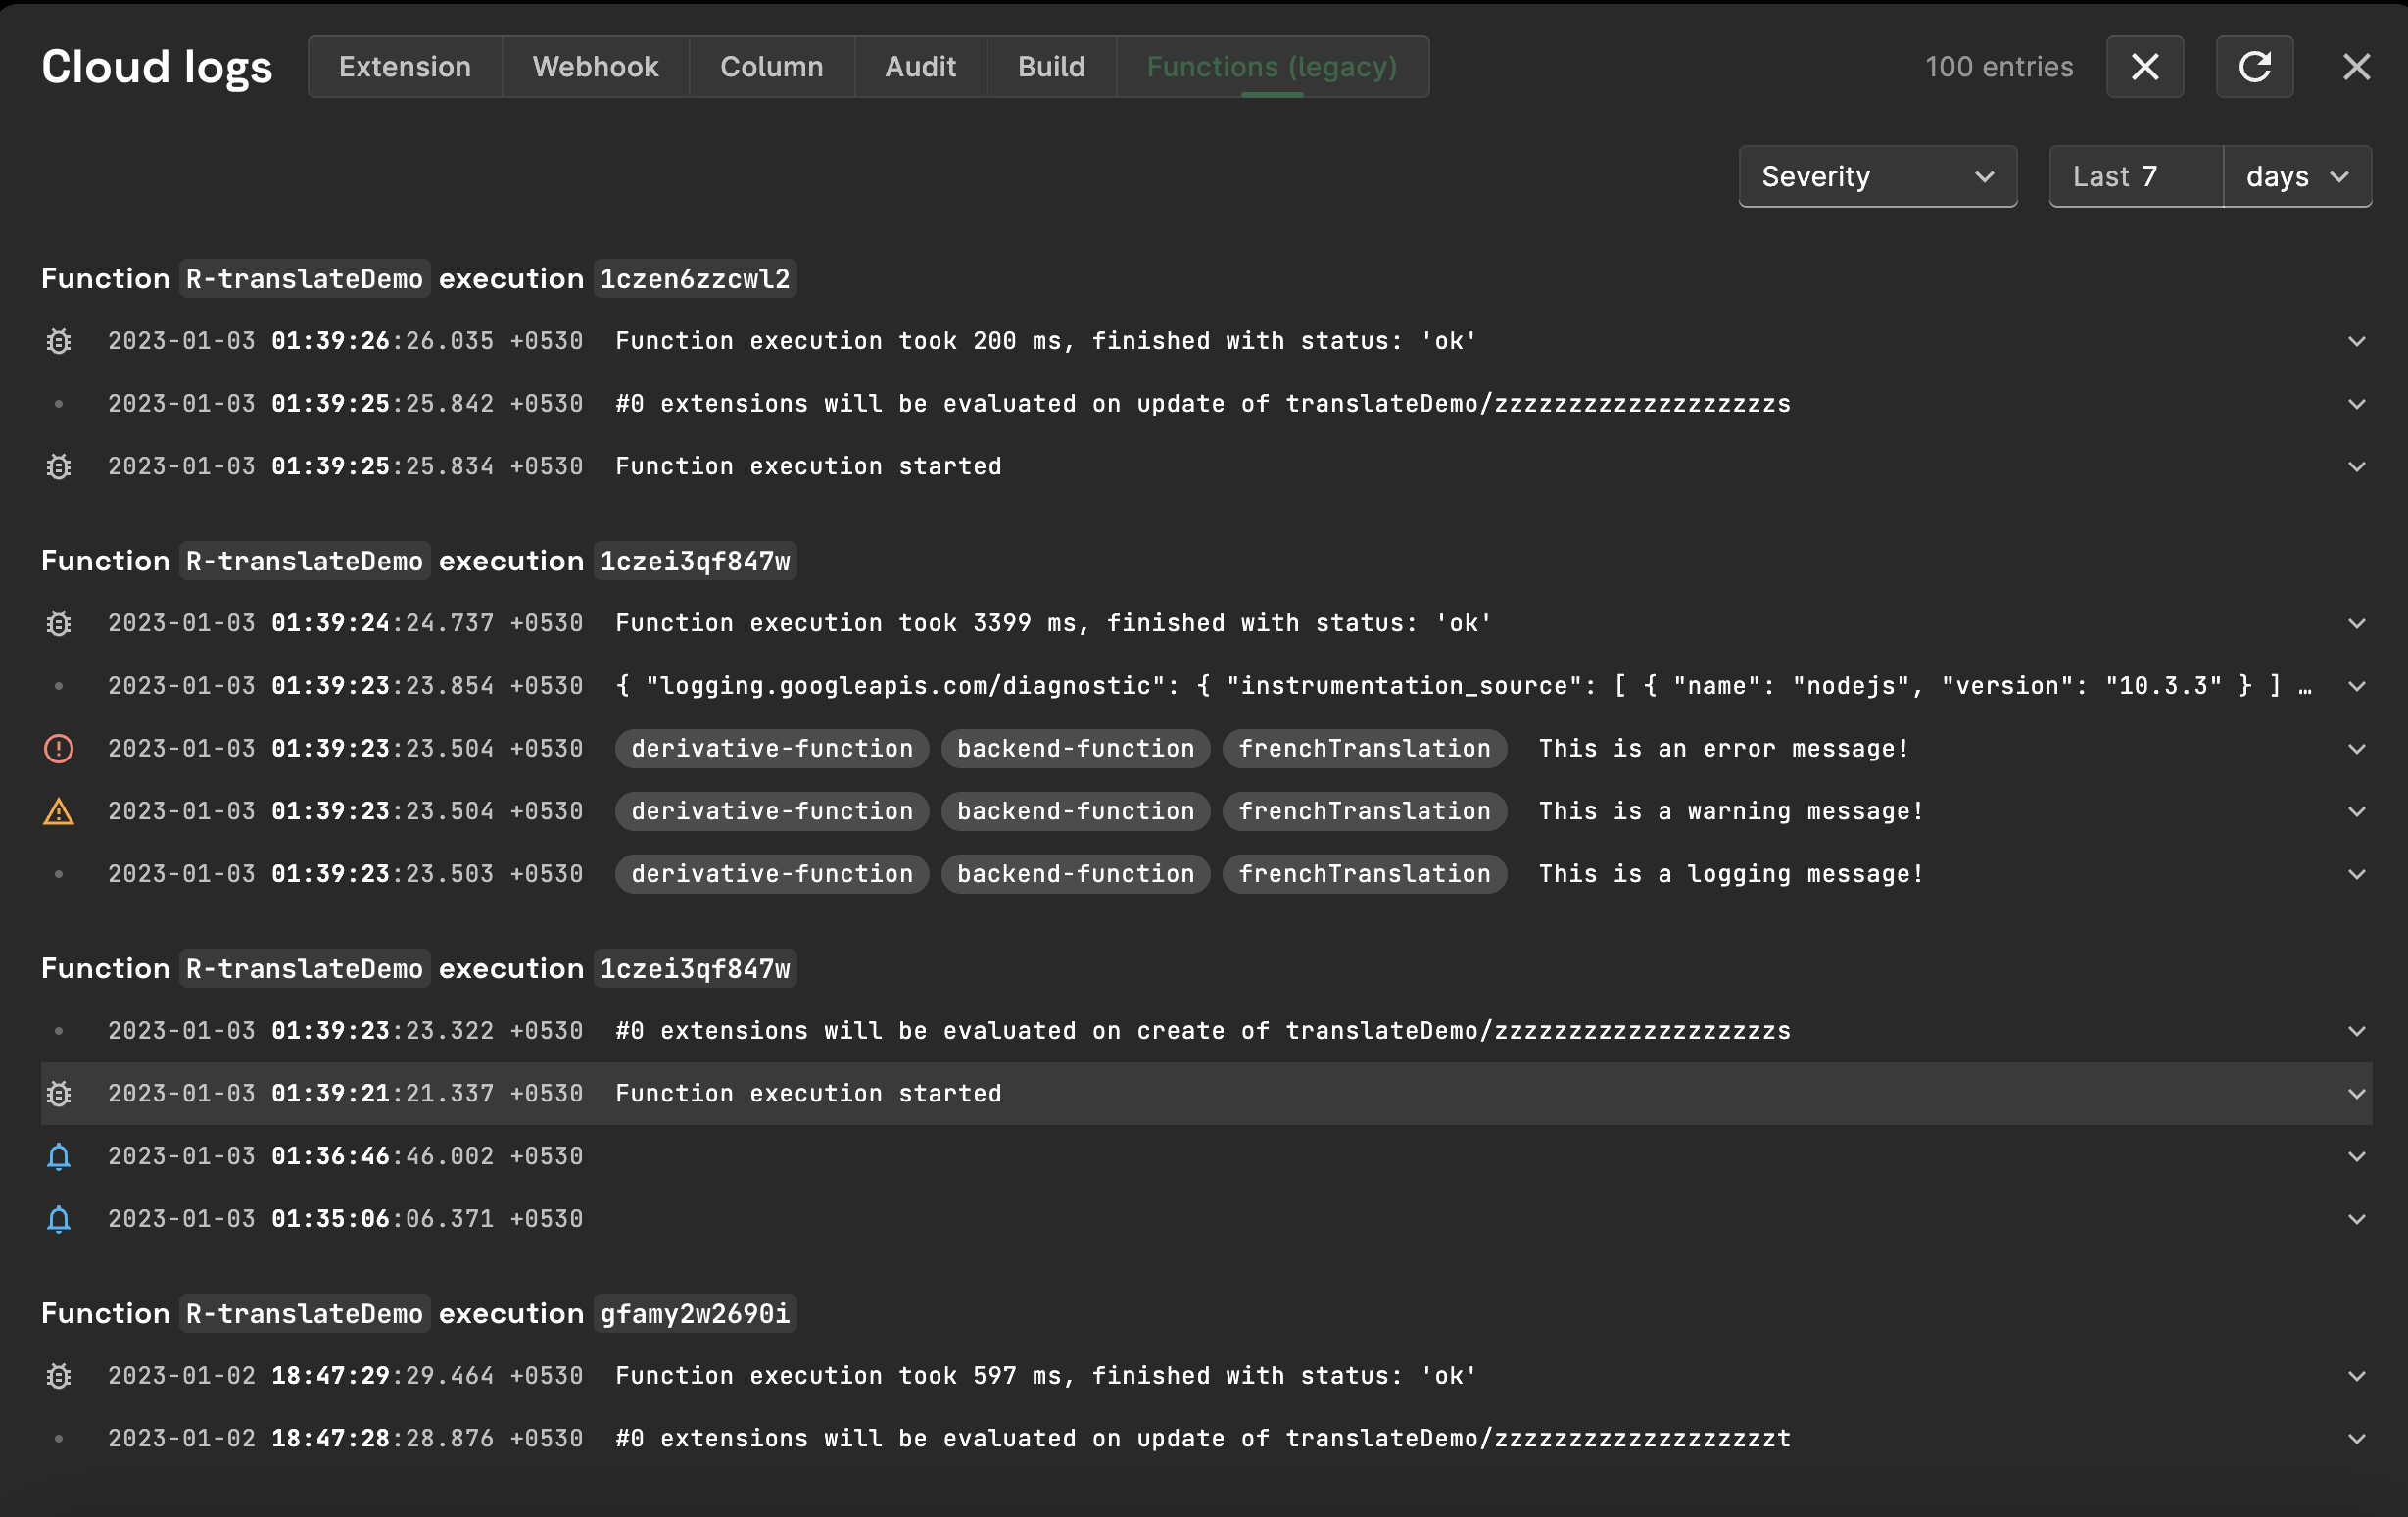 Cloud logs Extension Webhook Column Audit Build Functions (legacy) 100 entries
Severity Last 7 days
Function R-translateDemo execution 1czen6zzcwl2
2023-01-03 01:39:26:26.035 +0530 Function execution took 200 ms, finished with status: 'ok'
2023-01-03 01:39:25:25.842 +0530 #0 extensions will be evaluated on update of translateDemo/zzzzzzzzzzzzzzzzzzzs
2023-01-03 01:39:25:25.834 +0530 Function execution started
Function R-translateDemo execution 1czei3qf847w
2023-01-03 01:39:24:24.737 +0530 Function execution took 3399 ms, finished with status: 'ok'
2023-01-03 01:39:23:23.854 +0530 { "logging.googleapis.com/diagnostic": { "instrumentation_source": [ { "name": "nodejs", "version": "10.3.3" } ] …
2023-01-03 01:39:23:23.504 +0530 derivative-function backend-function frenchTranslation This is an error message!
2023-01-03 01:39:23:23.504 +0530 derivative-function backend-function frenchTranslation This is a warning message!
2023-01-03 01:39:23:23.503 +0530 derivative-function backend-function frenchTranslation This is a logging message!
Function R-translateDemo execution 1czei3qf847w
2023-01-03 01:39:23:23.322 +0530 #0 extensions will be evaluated on create of translateDemo/zzzzzzzzzzzzzzzzzzzs
2023-01-03 01:39:21:21.337 +0530 Function execution started
2023-01-03 01:36:46:46.002 +0530
2023-01-03 01:35:06:06.371 +0530
Function R-translateDemo execution gfamy2w2690i
2023-01-02 18:47:29:29.464 +0530 Function execution took 597 ms, finished with status: 'ok'
2023-01-02 18:47:28:28.876 +0530 #0 extensions will be evaluated on update of translateDemo/zzzzzzzzzzzzzzzzzzzt